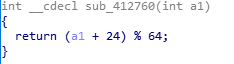 int __cdecl sub_412760(int a1)
{
return (a1 + 24) % 64;
}